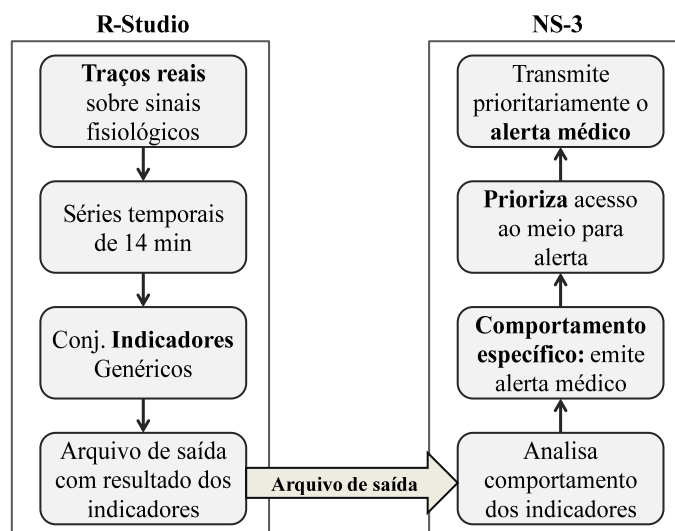 R-Studio
Traços reais
sobre sinais
fisiológicos
Séries temporais
de 14 min
Conj. Indicadores
Genéricos
Arquivo de saída
com resultado dos
indicadores
Arquivo de saída
NS-3
Transmite
prioritariamente o
alerta médico
Prioriza acesso
ao meio para
alerta
Comportamento
específico: emite
alerta médico
Analisa
comportamento
dos indicadores